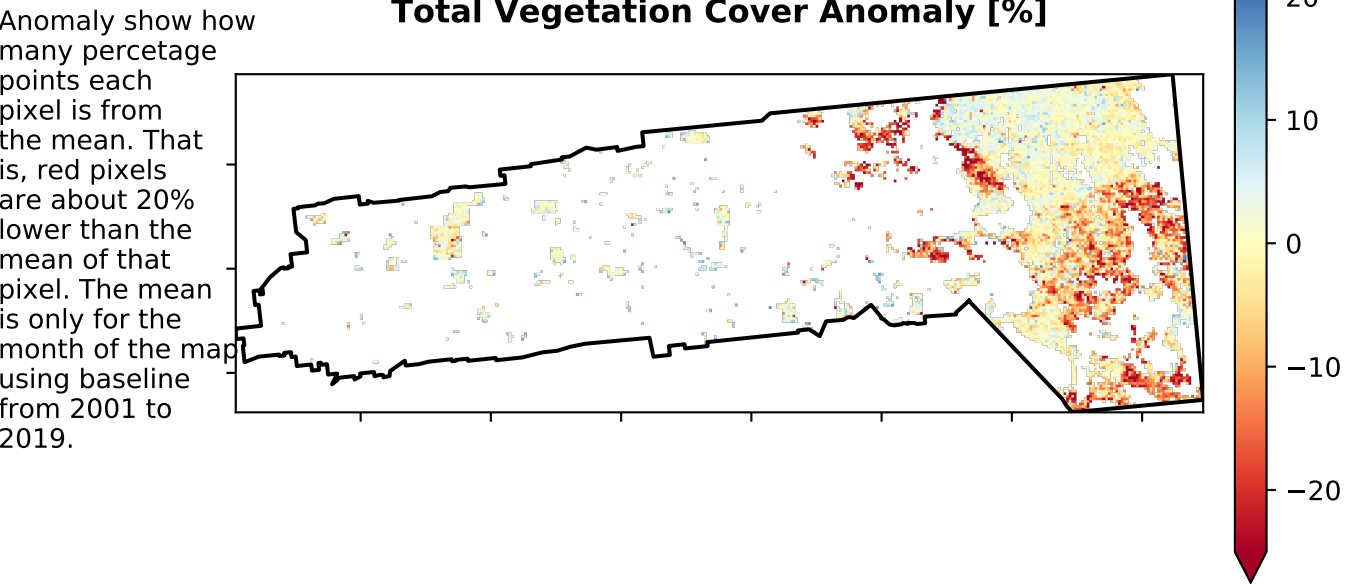 Total Vegetation Cover Anomaly [%]
Anomaly show how
many percetage
points each
pixel is from
the mean. That
is, red pixels
are about 20%
lower than the
mean of that
pixel. The mean
is only for the
month of the map
using baseline
from 2001 to
2019.
20
10
0
−10
−20